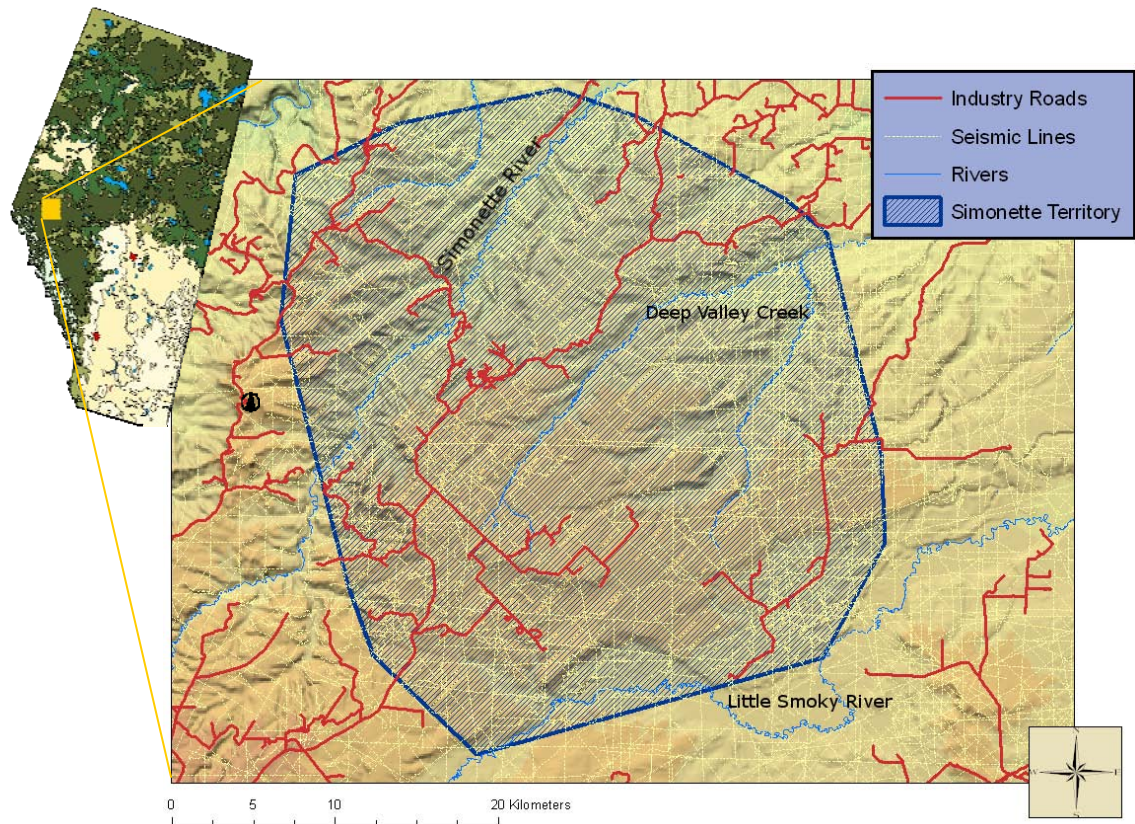 Industry Roads
Seismic Lines
Rivers
Simonette Territory
Simonette River
Deep Valley Creek
Little Smoky River
N
W
E
S
0 5 10 20 Kilometers